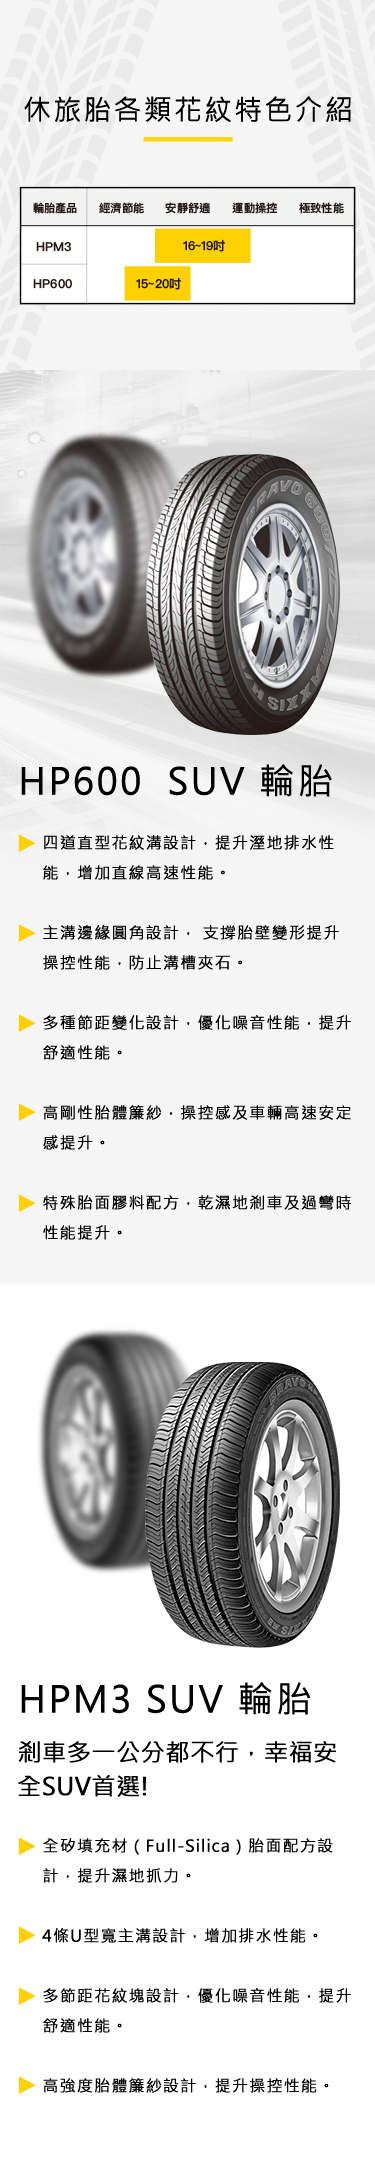 休旅胎各類花紋特色介紹
輪胎產品 經濟節能 安靜舒適 運動操控 極致性能
HPM3 16~19吋
HP600 15~20吋
BRAVO
MAXXIS
HP600 SUV 輪胎
四道直型花紋溝設計，提升溼地排水性
能，增加直線高速性能。
主溝邊緣圓角設計， 支撐胎壁變形提升
操控性能，防止溝槽夾石。
多種節距變化設計，優化噪音性能，提升
舒適性能。
高剛性胎體簾紗，操控感及車輛高速安定
感提升。
特殊胎面膠料配方，乾濕地剎車及過彎時
性能提升。
BRAVO
HPM3 SUV 輪胎
剎車多一公分都不行，幸福安
全SUV首選!
全矽填充材 ( Full-Silica ) 胎面配方設
計，提升濕地抓力。
4條U型寬主溝設計，增加排水性能。
多節距花紋塊設計，優化噪音性能，提升
舒適性能。
高強度胎體簾紗設計，提升操控性能。